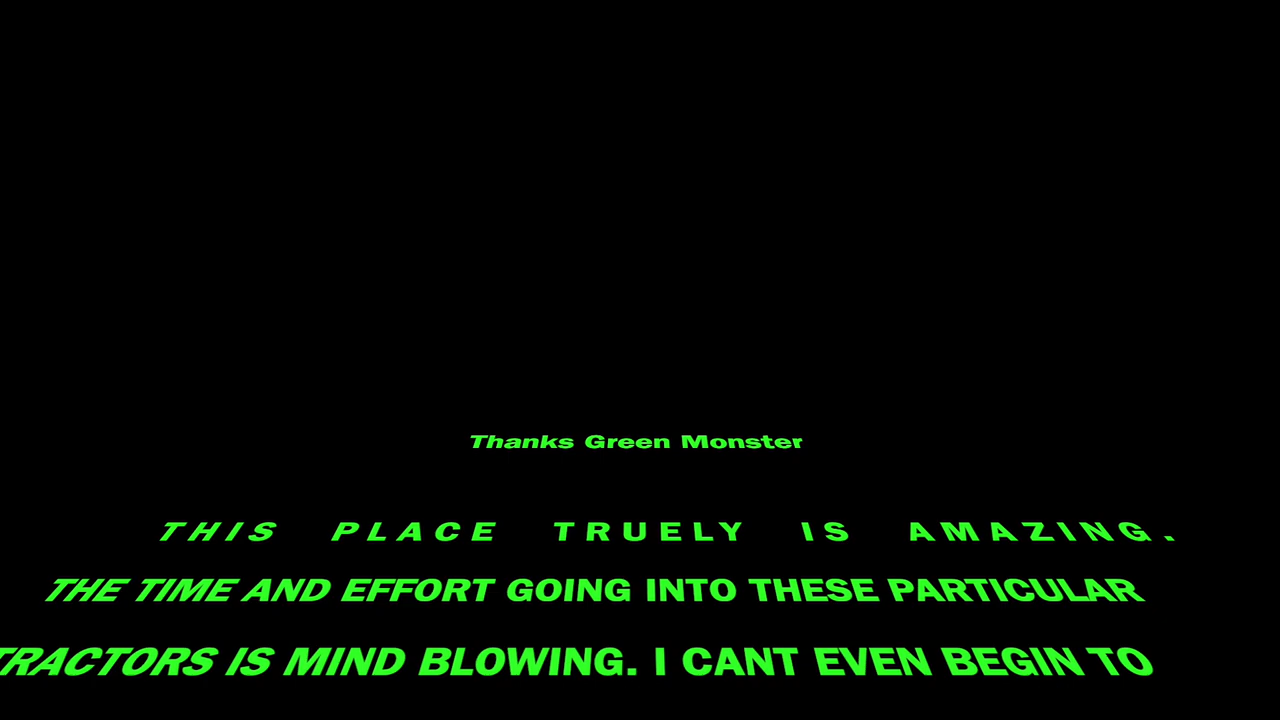 Thanks Green Monster
THIS PLACE TRUELY IS AMAZING.
THE TIME AND EFFORT GOING INTO THESE PARTICULAR
TRACTORS IS MIND BLOWING. I CANT EVEN BEGIN TO